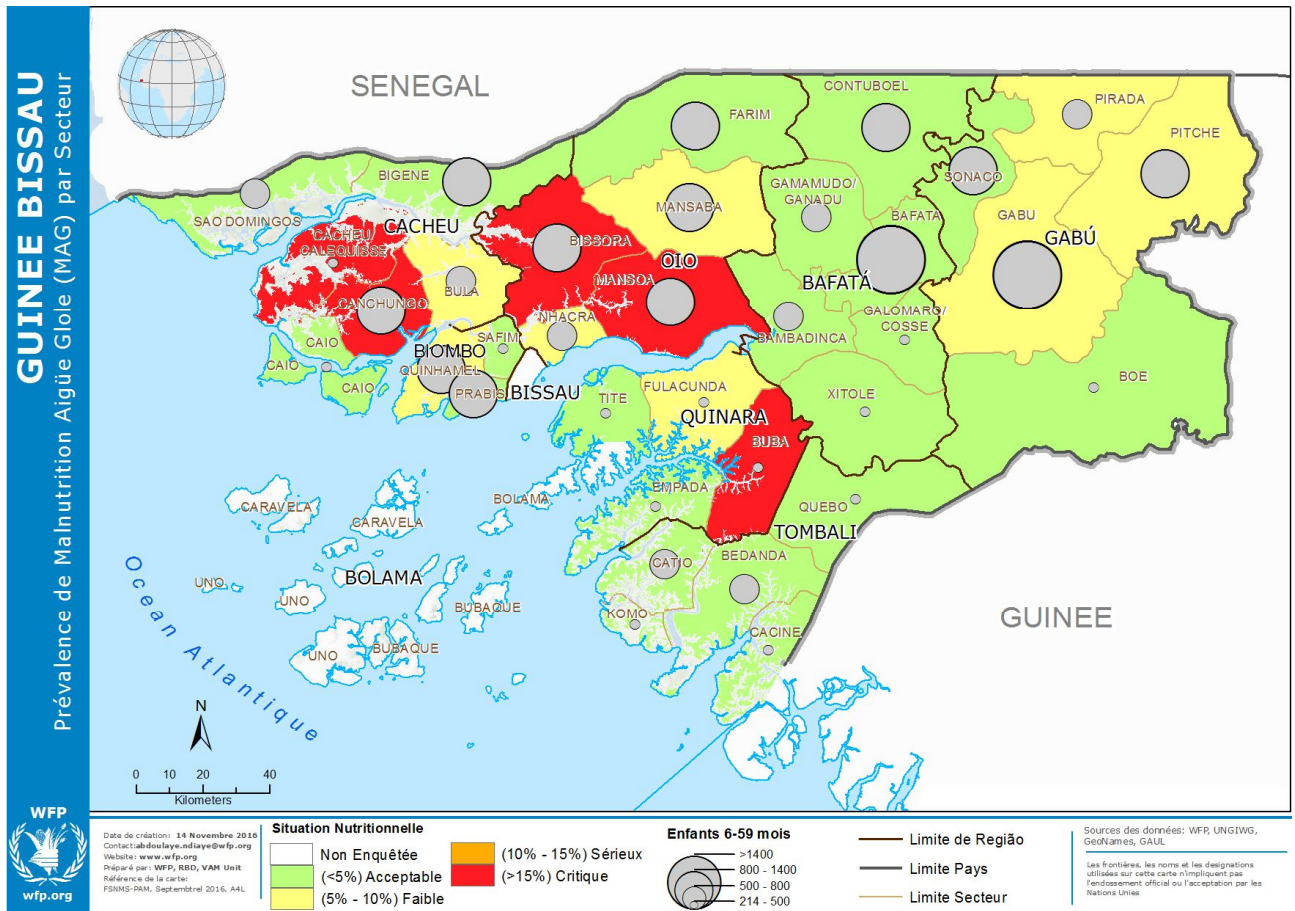 GUINEE BISSAU
Prévalence de Malnutrition Aigüe Glole (MAG) par Secteur
SENEGAL
CONTUBOEL
PIRADA
FARIM
PITCHE
BIGENE
SONACO
GAMAMUDO/
GANADU
MANSABA
SAO DOMINGOS
CACHEU
BAFATA
GABU
CACHEU/
CALEQUISSE
BISSORA
GABÚ
OIO
MANSOA
BULA
BAFATÁ
CANCHUNGO
GALOMARO/
COSSE
NHACRA
SAFIM
BAMBADINCA
CAIO
BIOMBO
CAIO
QUINHAMEL
BOE
CAIO
PRABIS
BISSAU
FULACUNDA
TITE
XITOLE
QUINARA
BUBA
EMPADA
BOLAMA
CARAVELA
QUEBO
CARAVELA
TOMBALI
BEDANDA
CATIO
BOLAMA
UNO
UNO
BUBAQUE
KOMO
GUINEE
CACINE
BUBAQUE
UNO
Ocean Atlantique
N
0 10 20 40
Kilometers
WFP
wfp.org
Date de création: 14 Novembre 2016
Contact:abdoulaye.ndiaye@wfp.org
Website: www.wfp.org
Préparé par: WFP, RBD, VAM Unit
Référence de la carte:
FSNMS-PAM, Septembtrel 2016, A4L
Situation Nutritionnelle
Non Enquêtée
(<5%) Acceptable
(5% - 10%) Faible
(10% - 15%) Sérieux
(>15%) Critique
Enfants 6-59 mois
>1400
800 - 1400
500 - 800
214 - 500
Limite de Região
Limite Pays
Limite Secteur
Sources des données: WFP, UNGIWG,
GeoNames, GAUL
Les frontières, les noms et les designations
utilisées sur cette carte n'impliquent pas
l'endossement official ou l'acceptation par les
Nations Unies